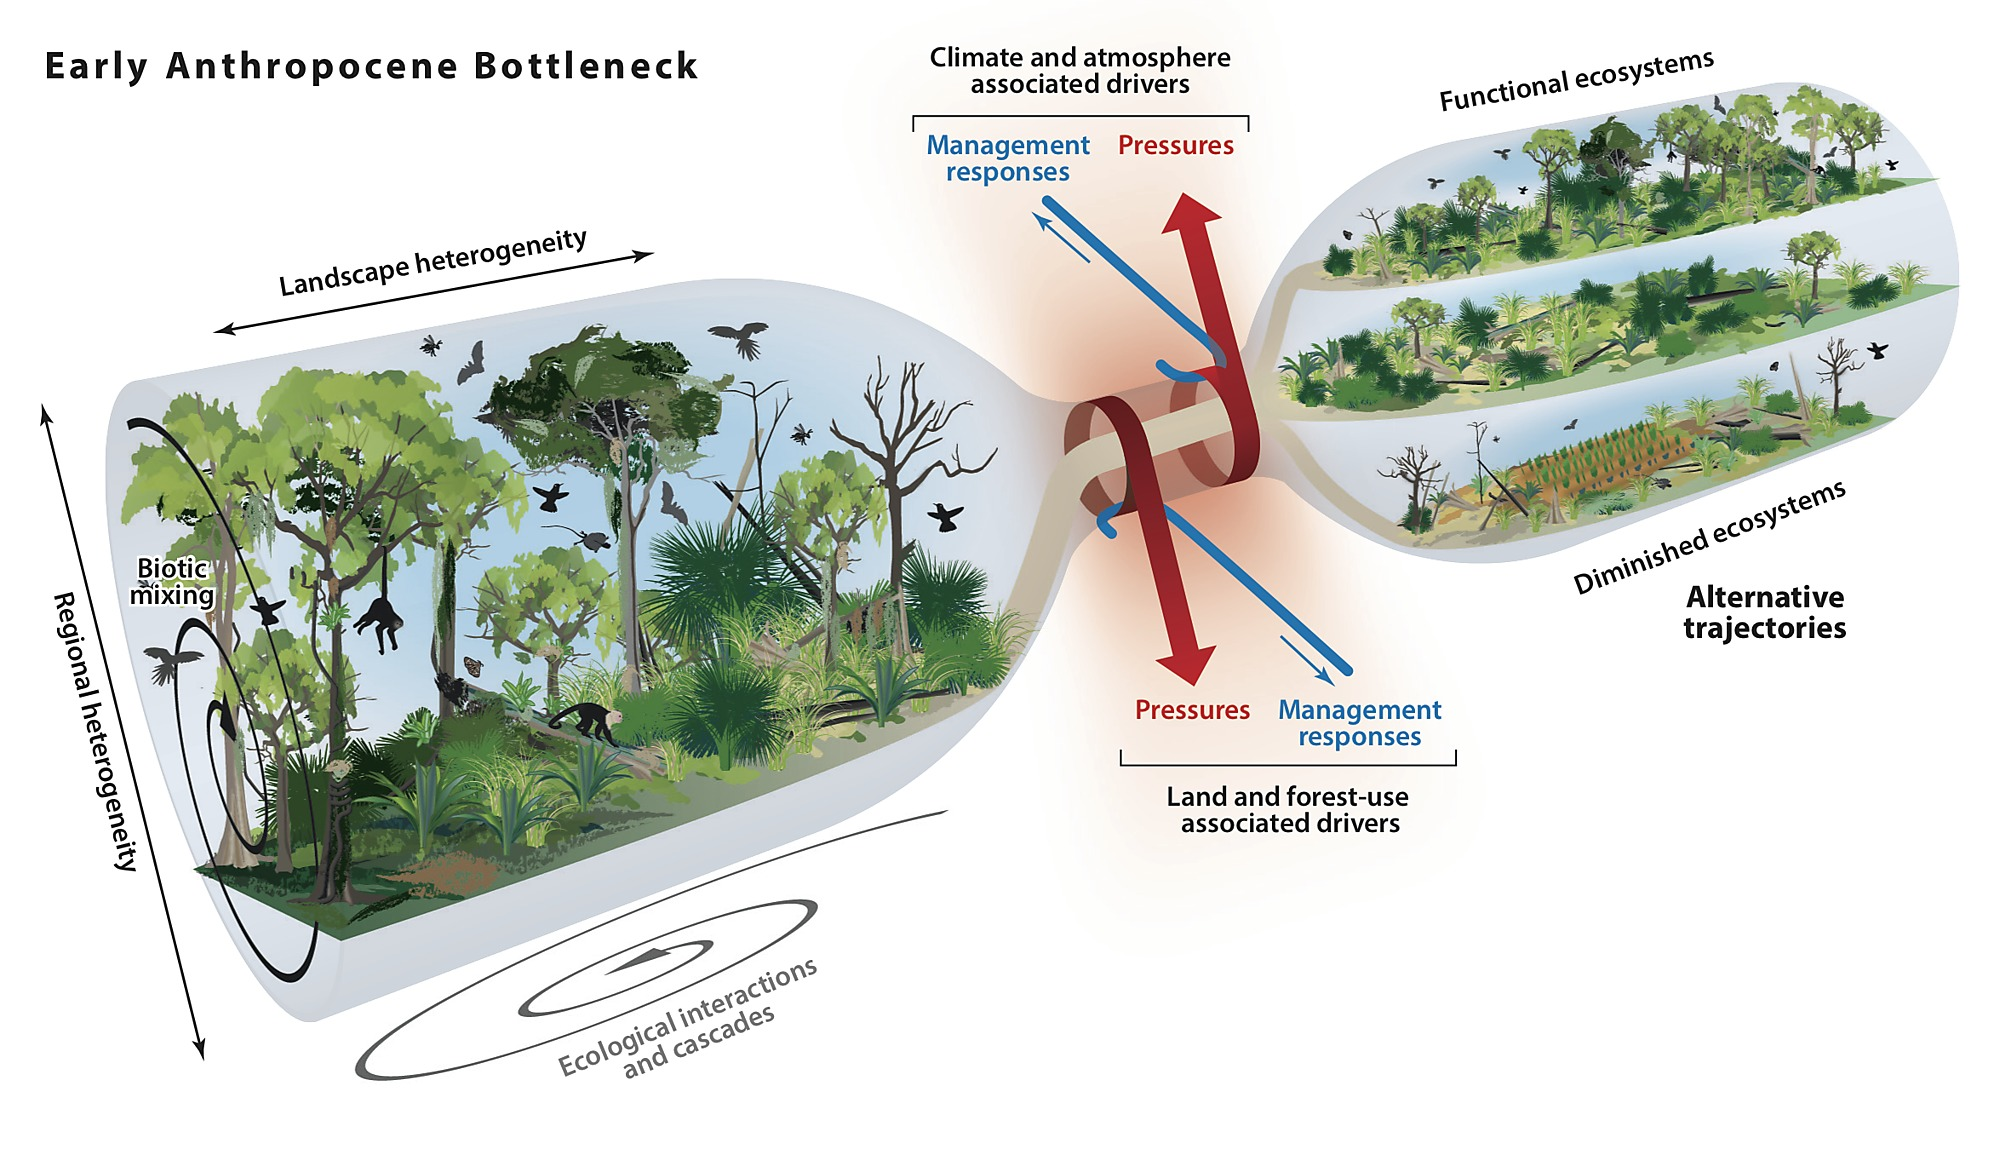 Early Anthropocene Bottleneck
Climate and atmosphere
associated drivers
Management
responses
Pressures
Functional ecosystems
Landscape heterogeneity
Biotic
mixing
Regional heterogeneity
Diminished ecosystems
Alternative
trajectories
Pressures
Management
responses
Land and forest-use
associated drivers
Ecological interactions
and cascades